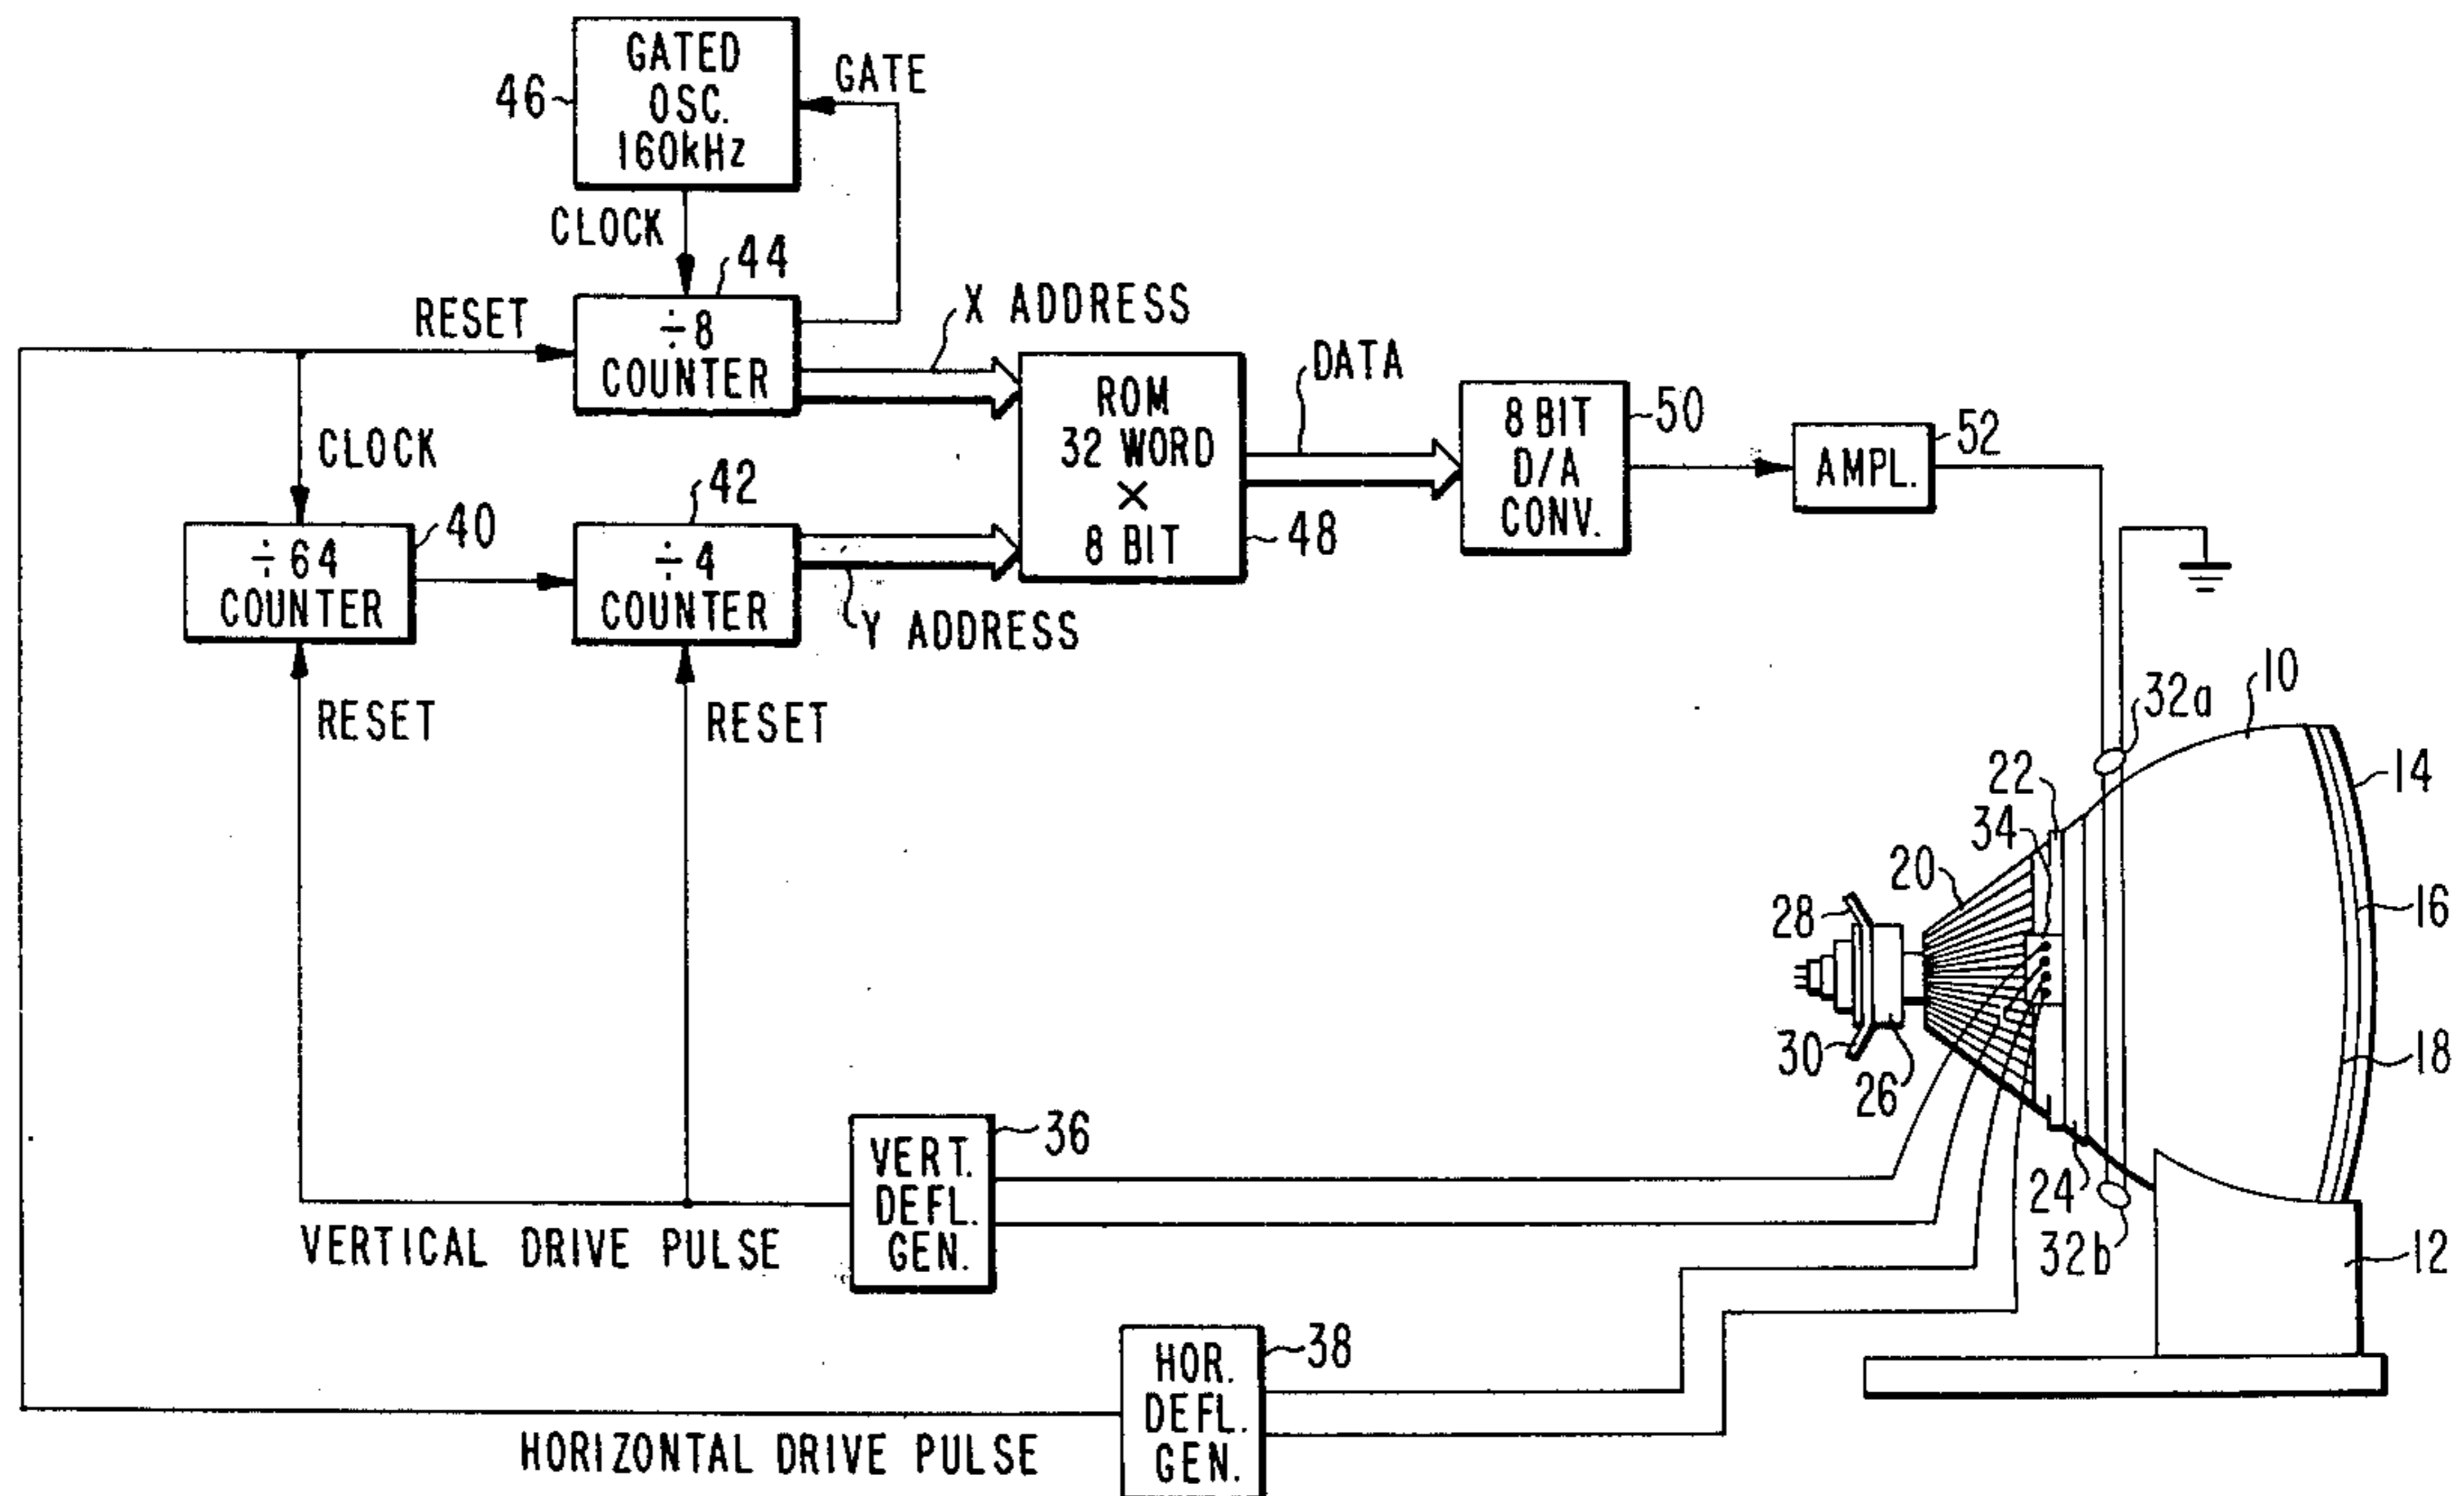 GATED
OSC.
160kHz
46
GATE
CLOCK
44
RESET
÷8
COUNTER
X ADDRESS
ROM
32 WORD
×
8 BIT
48
DATA
8 BIT
D/A
CONV.
50
AMPL.
52
CLOCK
÷64
COUNTER
40
÷4
COUNTER
42
Y ADDRESS
RESET
RESET
10
32a
14
22
34
20
16
28
18
30
26
24
32b
12
VERT.
DEFL.
GEN.
36
VERTICAL DRIVE PULSE
HOR.
DEFL.
GEN.
38
HORIZONTAL DRIVE PULSE